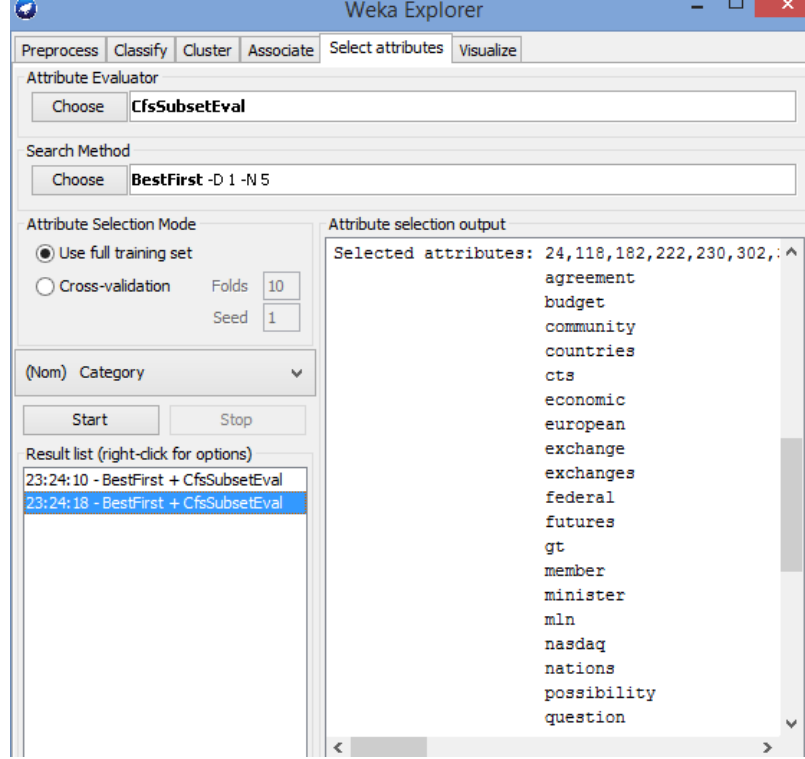 Weka Explorer
Preprocess Classify Cluster Associate Select attributes Visualize
Attribute Evaluator
Choose CfsSubsetEval
Search Method
Choose BestFirst -D 1 -N 5
Attribute Selection Mode
Use full training set
Cross-validation Folds 10
Seed 1
(Nom) Category
Start Stop
Result list (right-click for options)
23:24:10 - BestFirst + CfsSubsetEval
23:24:18 - BestFirst + CfsSubsetEval
Attribute selection output
Selected attributes: 24,118,182,222,230,302,
agreement
budget
community
countries
cts
economic
european
exchange
exchanges
federal
futures
gt
member
minister
mln
nasdaq
nations
possibility
question